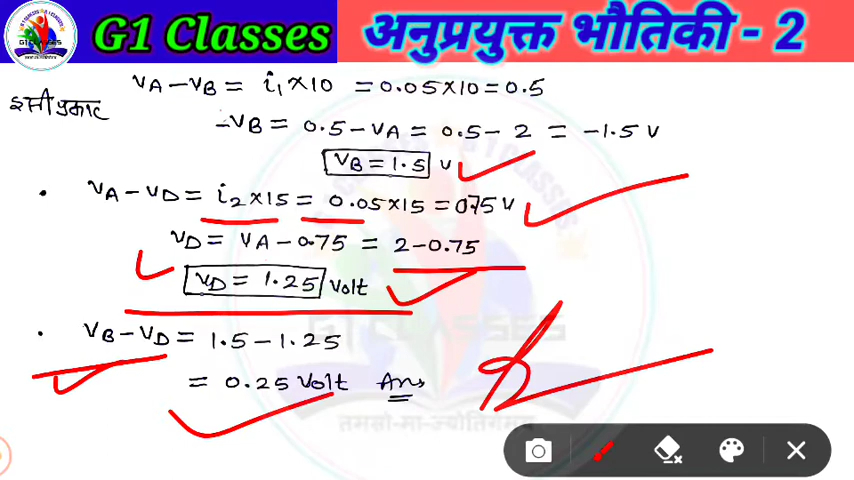 G1 Classes अनुप्रयुक्त भौतिकी - 2
VA - VB = i1 × 10 = 0.05×10 = 0.5
इसी प्रकार
-VB = 0.5 - VA = 0.5 - 2 = -1.5 V
VB = 1.5 V
• VA - VD = i2 × 15 = 0.05×15 = 075 V
VD = VA - 0.75 = 2 - 0.75
VD = 1.25 Volt
• VB - VD = 1.5 - 1.25
= 0.25 Volt Ans
G1 CLASSES
तमसो-मा-ज्योतिर्गमय